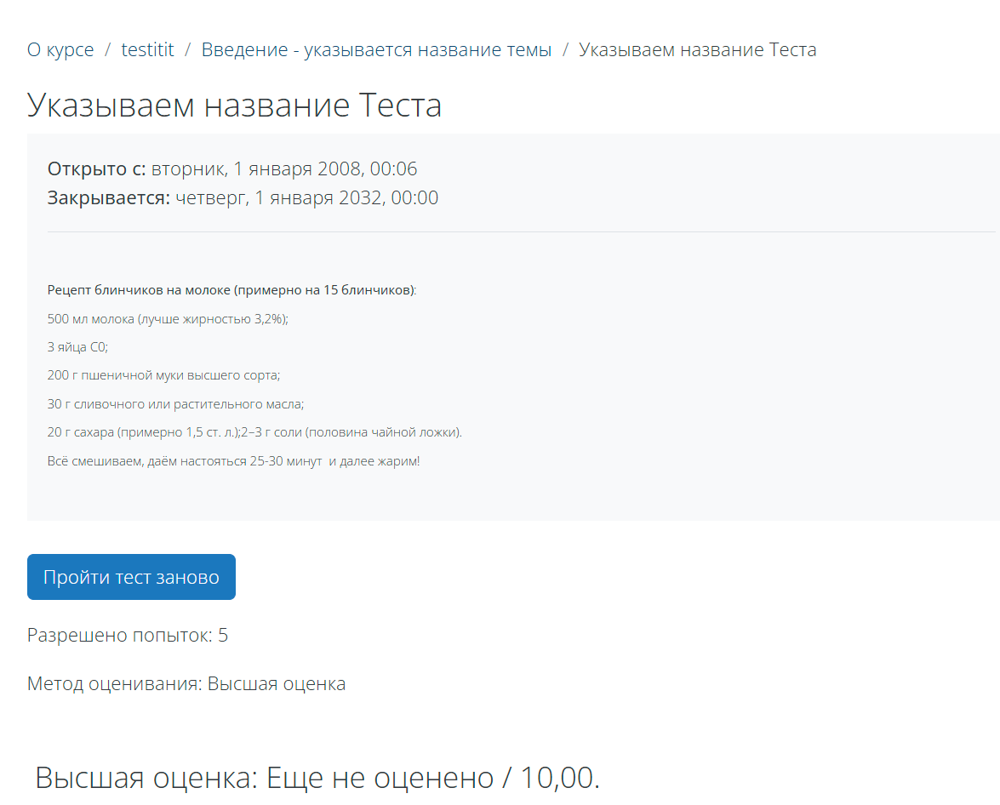 О курсе / testitit / Введение - указывается название темы / Указываем название Теста
Указываем название Теста
Открыто с: вторник, 1 января 2008, 00:06
Закрывается: четверг, 1 января 2032, 00:00
Рецепт блинчиков на молоке (примерно на 15 блинчиков):
500 мл молока (лучше жирностью 3,2%);
3 яйца С0;
200 г пшеничной муки высшего сорта;
30 г сливочного или растительного масла;
20 г сахара (примерно 1,5 ст. л.);2–3 г соли (половина чайной ложки).
Всё смешиваем, даём настояться 25-30 минут  и далее жарим!
Пройти тест заново
Разрешено попыток: 5
Метод оценивания: Высшая оценка
Высшая оценка: Еще не оценено / 10,00.